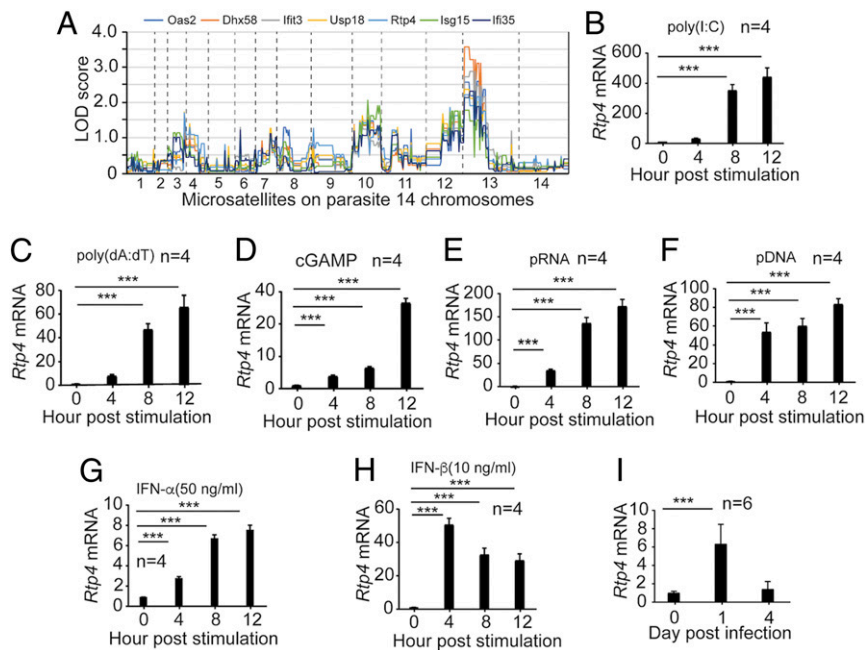 A
Oas2 Dhx58 Ifit3 Usp18 Rtp4 Isg15 Ifi35
LOD score
4.0
3.0
2.0
1.0
0.0
1 2 3 4 5 6 7 8 9 10 11 12 13 14
Microsatellites on parasite 14 chromosomes
B
poly(I:C) n=4
Rtp4 mRNA
600
400
200
0
***
***
0 4 8 12
Hour post stimulation
C
poly(dA:dT) n=4
Rtp4 mRNA
80
60
40
20
0
***
***
0 4 8 12
Hour post stimulation
D
cGAMP n=4
Rtp4 mRNA
40
30
20
10
0
***
***
***
0 4 8 12
Hour post stimulation
E
pRNA n=4
Rtp4 mRNA
200
150
100
50
0
***
***
***
0 4 8 12
Hour post stimulation
F
pDNA n=4
Rtp4 mRNA
100
80
60
40
20
0
***
***
***
0 4 8 12
Hour post stimulation
G
IFN-α(50 ng/ml)
Rtp4 mRNA
8
6
4
2
0
***
***
***
n=4
0 4 8 12
Hour post stimulation
H
IFN-β(10 ng/ml)
Rtp4 mRNA
60
40
20
0
***
***
***
n=4
0 4 8 12
Hour post stimulation
I
Rtp4 mRNA
10
8
6
4
2
0
***
n=6
0 1 4
Day post infection